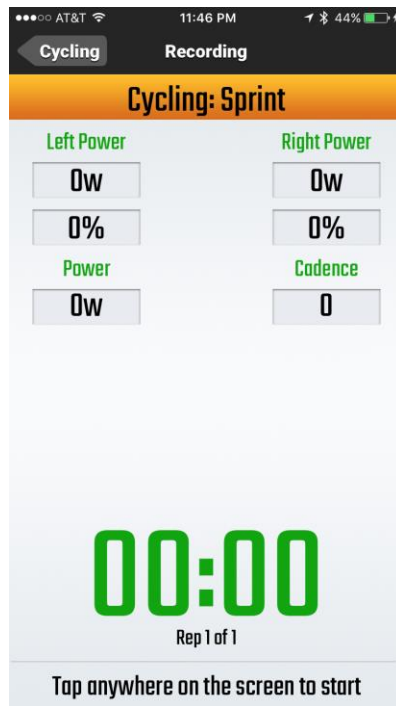 AT&T 11:46 PM 44%
Cycling Recording
Cycling: Sprint
Left Power Right Power
0w 0w
0% 0%
Power Cadence
0w 0
00:00
Rep 1 of 1
Tap anywhere on the screen to start